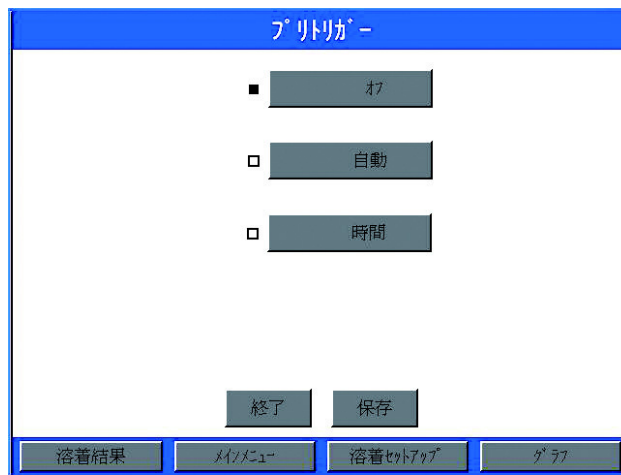 ﾌﾟﾘﾄﾘｶﾞｰ
■ ｵﾌ
□ 自動
□ 時間
終了 保存
溶着結果 ﾒｲﾝﾒﾆｭｰ 溶着ｾｯﾄｱｯﾌﾟ ｸﾞﾗﾌ